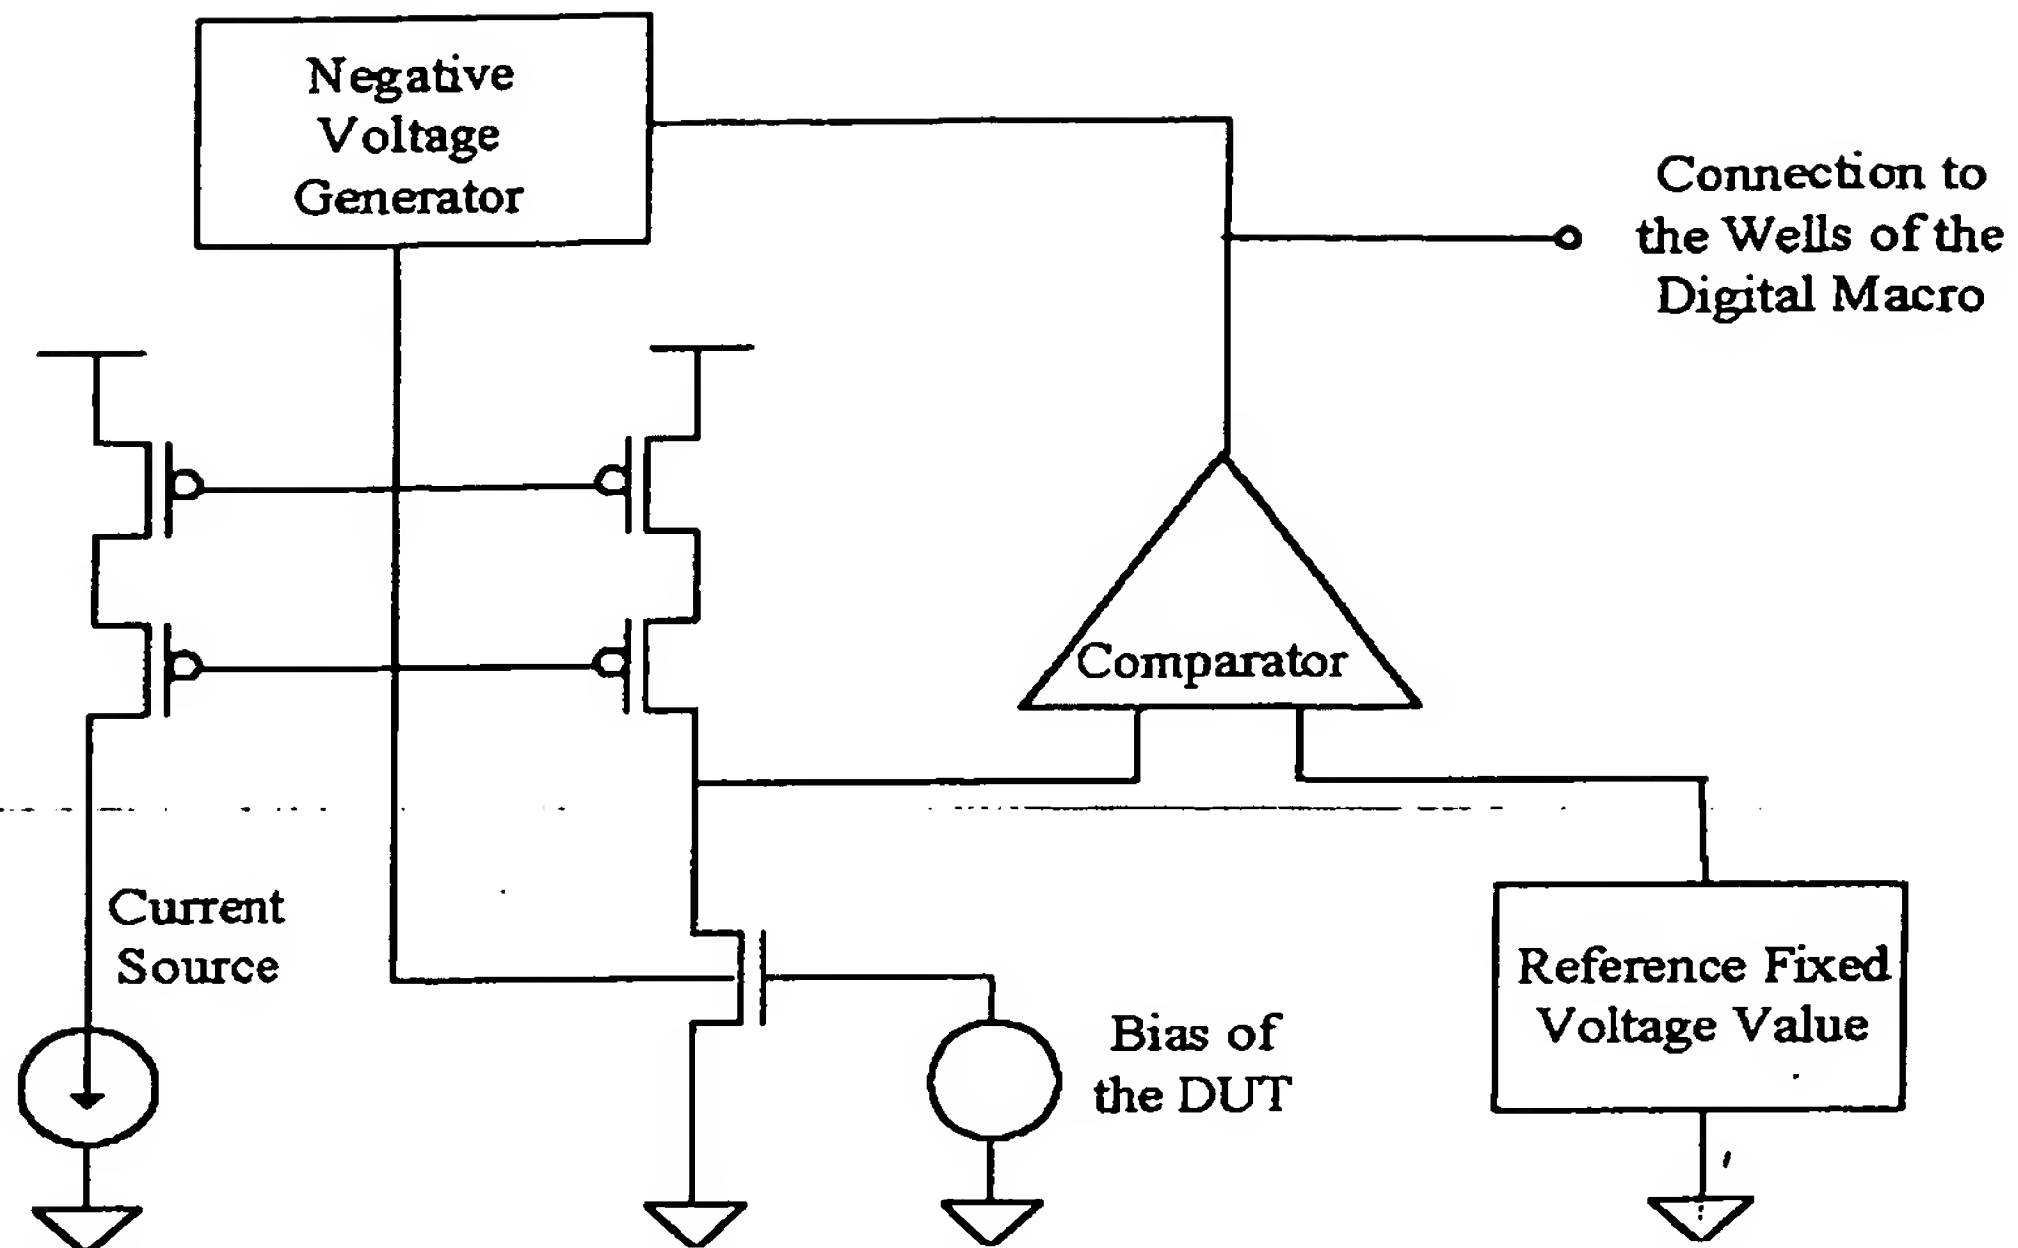 Negative
Voltage
Generator
Connection to
the Wells of the
Digital Macro
Comparator
Current
Source
Reference Fixed
Voltage Value
Bias of
the DUT